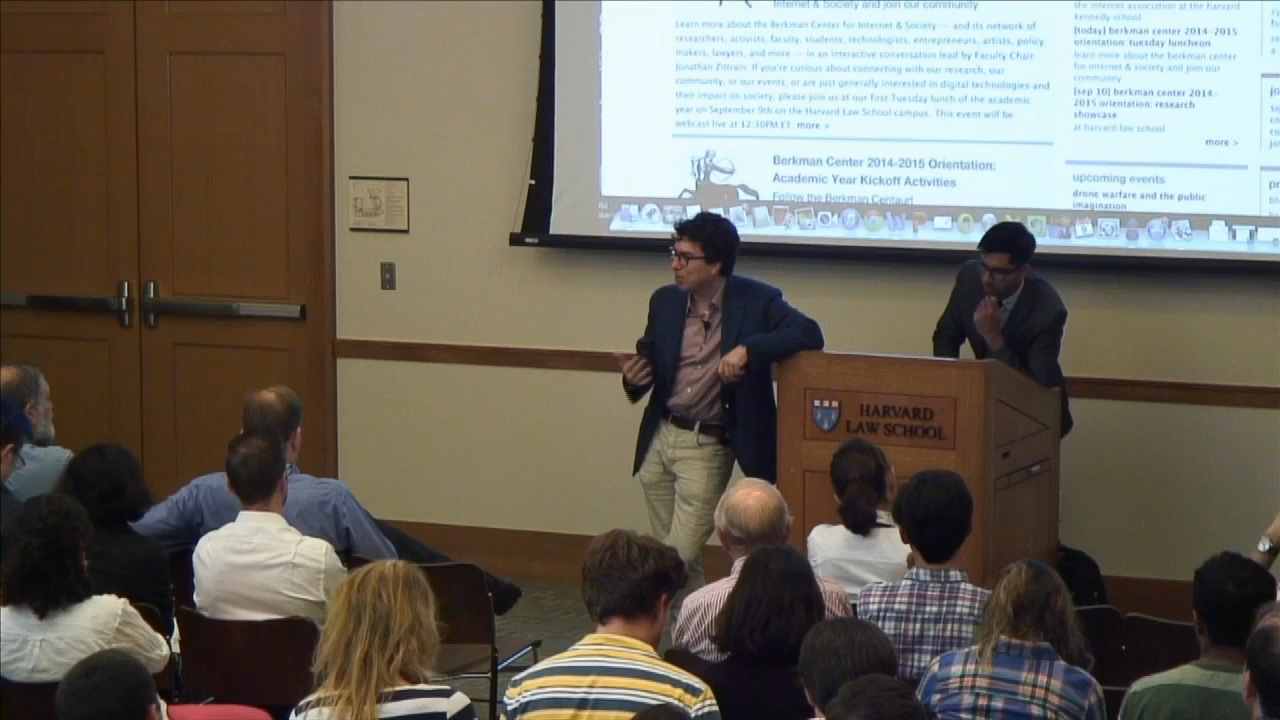 Internet & Society and join our community
Learn more about the Berkman Center for Internet & Society — and its network of
researchers, activists, faculty, students, technologists, entrepreneurs, artists, policy
makers, lawyers, and more — in an interactive conversation lead by Faculty Chair
Jonathan Zittrain. If you're curious about connecting with our research, our
community, or our events, or are just generally interested in digital technologies and
their impact on society, please join us at our first Tuesday lunch of the academic
year on September 9th on the Harvard Law School campus. This event will be
webcast live at 12:30PM ET. more >
Berkman Center 2014-2015 Orientation:
Academic Year Kickoff Activities
Follow the Berkman Centaur!
the internet association at the harvard
kennedy school
[today] berkman center 2014-2015
orientation: tuesday luncheon
learn more about the berkman center
for internet & society and join our
community
[sep 10] berkman center 2014-
2015 orientation: research
showcase
at harvard law school
more >
upcoming events
drone warfare and the public
imagination
HARVARD
LAW SCHOOL